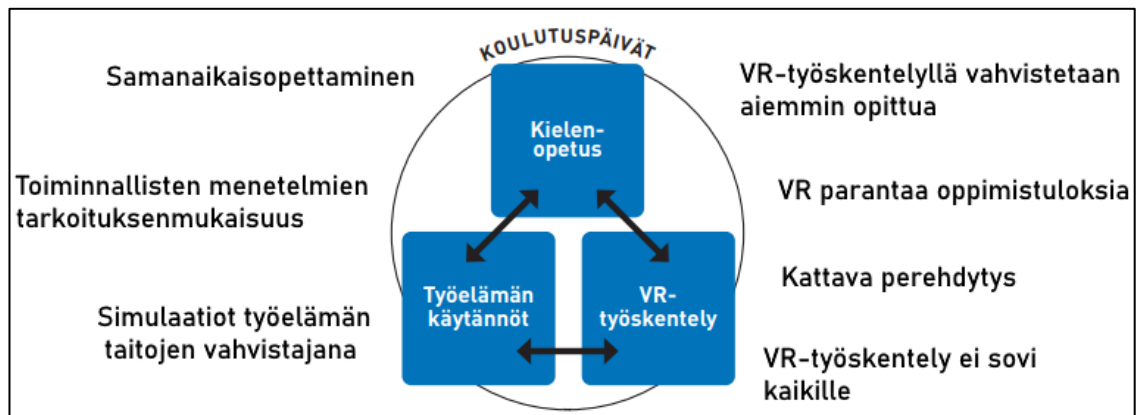 KOULUTUSPÄIVÄT
Samanaikaisopettaminen
Toiminnallisten menetelmien
tarkoituksenmukaisuus
Simulaatiot työelämän
taitojen vahvistajana
Kielen-
opetus
Työelämän
käytännöt
VR-
työskentely
VR-työskentelyllä vahvistetaan
aiemmin opittua
VR parantaa oppimistuloksia
Kattava perehdytys
VR-työskentely ei sovi
kaikille